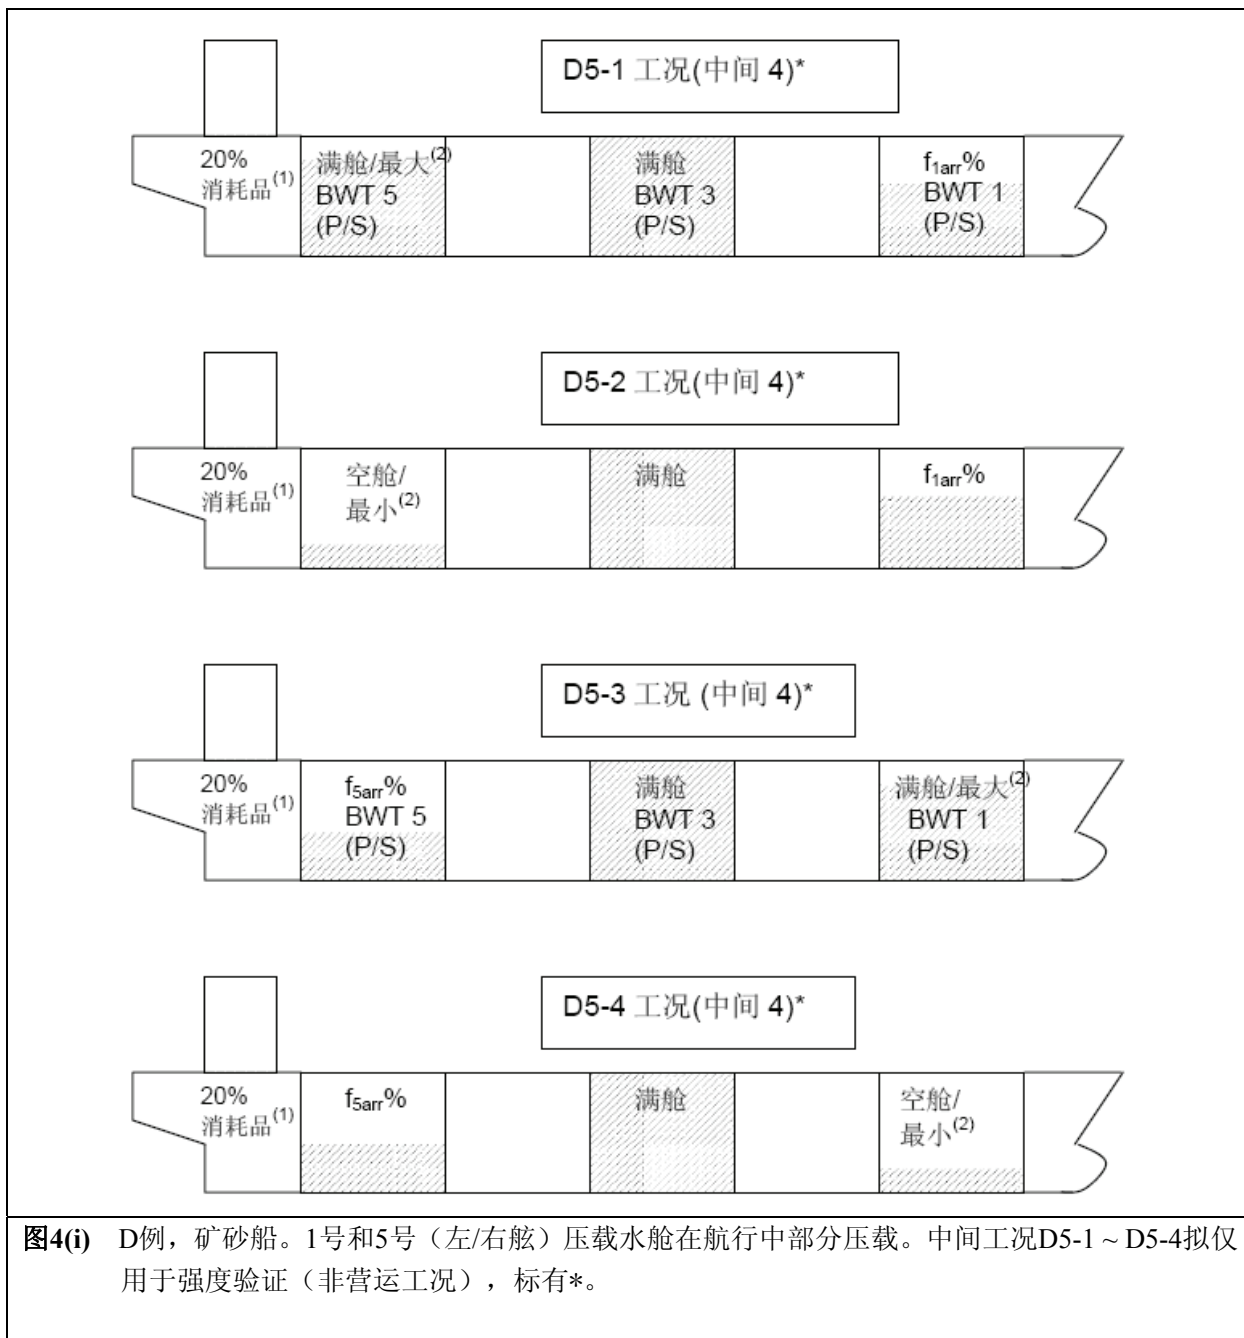 D5-1 工况(中间 4)*
20%
消耗品(1)
满舱/最大(2)
BWT 5
(P/S)
满舱
BWT 3
(P/S)
f1arr%
BWT 1
(P/S)
D5-2 工况(中间 4)*
20%
消耗品(1)
空舱/
最小(2)
满舱
f1arr%
D5-3 工况 (中间 4)*
20%
消耗品(1)
f5arr%
BWT 5
(P/S)
满舱
BWT 3
(P/S)
满舱/最大(2)
BWT 1
(P/S)
D5-4 工况(中间 4)*
20%
消耗品(1)
f5arr%
满舱
空舱/
最小(2)
图4(i) D例，矿砂船。1号和5号（左/右舷）压载水舱在航行中部分压载。中间工况D5-1 ~ D5-4拟仅
用于强度验证（非营运工况），标有*。